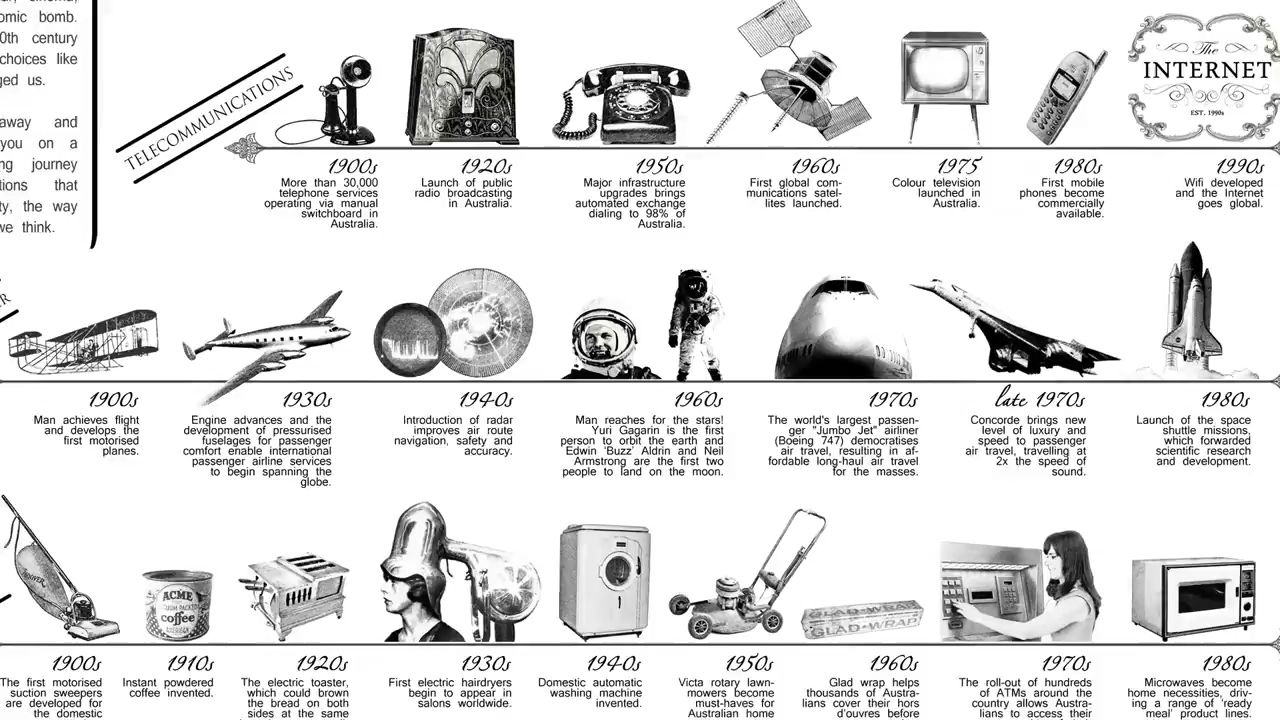 omic bomb.
0th century
choices like
ged us.
away and
you on a
ng journey
tions that
ty, the way
we think.
TELECOMMUNICATIONS
The
INTERNET
EST. 1990s
1900s
More than 30,000
telephone services
operating via manual
switchboard in
Australia.
1920s
Launch of public
radio broadcasting
in Australia.
1950s
Major infrastructure
upgrades brings
automated exchange
dialing to 98% of
Australia.
1960s
First global com-
munications satel-
lites launched.
1975
Colour television
launched in
Australia.
1980s
First mobile
phones become
commercially
available.
1990s
Wifi developed
and the Internet
goes global.
1900s
Man achieves flight
and develops the
first motorised
planes.
1930s
Engine advances and the
development of pressurised
fuselages for passenger
comfort enable international
passenger airline services
to begin spanning the
globe.
1940s
Introduction of radar
improves air route
navigation, safety and
accuracy.
1960s
Man reaches for the stars!
Yuri Gagarin is the first
person to orbit the earth and
Edwin 'Buzz' Aldrin and Neil
Armstrong are the first two
people to land on the moon.
1970s
The world's largest passen-
ger "Jumbo Jet" airliner
(Boeing 747) democratises
air travel, resulting in af-
fordable long-haul air travel
for the masses.
late 1970s
Concorde brings new
level of luxury and
speed to passenger
air travel, travelling at
2x the speed of
sound.
1980s
Launch of the space
shuttle missions,
which forwarded
scientific research
and development.
HOOVER
ACME
coffee
GLAD-WRAP
GLAD-WRAP
1900s
The first motorised
suction sweepers
are developed for
the domestic
1910s
Instant powdered
coffee invented.
1920s
The electric toaster,
which could brown
the bread on both
sides at the same
1930s
First electric hairdryers
begin to appear in
salons worldwide.
1940s
Domestic automatic
washing machine
invented.
1950s
Victa rotary lawn-
mowers become
must-haves for
Australian home
1960s
Glad wrap helps
thousands of Austra-
lians cover their hors
d'ouvres before
1970s
The roll-out of hundreds
of ATMs around the
country allows Austra-
lians to access their
1980s
Microwaves become
home necessities, driv-
ing a range of 'ready
meal' product lines.